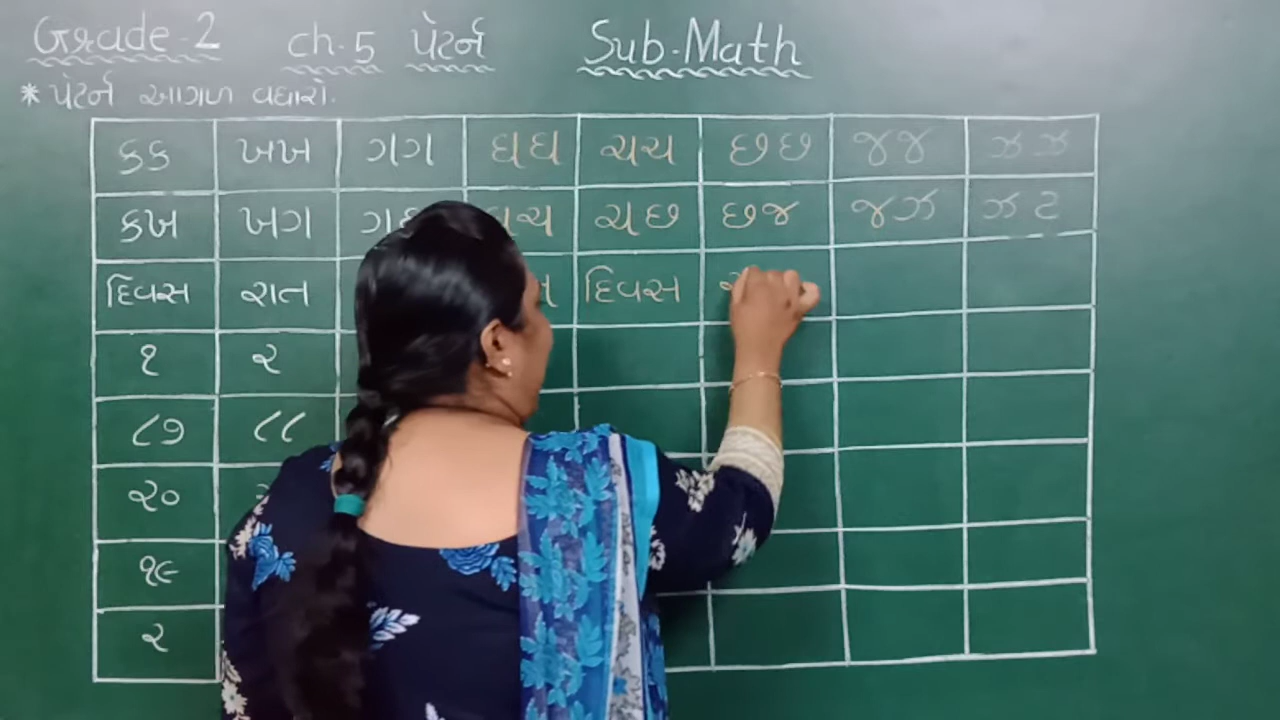 Grade-2 ch.5 પેટર્ન Sub-Math
* પેટર્ન આગળ વધારો.
કક ખખ ગગ ઘઘ ચચ છછ જજ ઝઝ
કખ ખગ ઘચ ચછ છજ જઝ ઝટ
દિવસ રાત દિવસ
૧ ૨
૮૭ ૮૮
૨૦
૧૯
૨